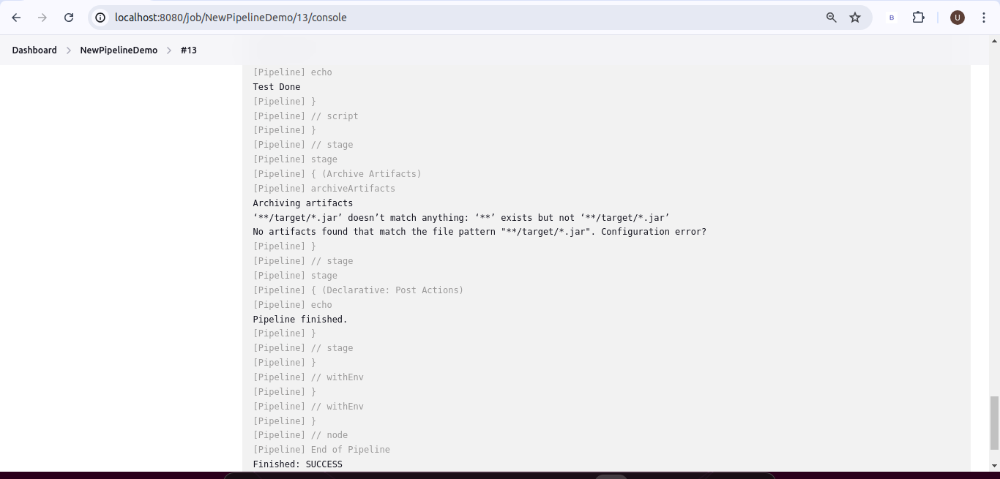 localhost:8080/job/NewPipelineDemo/13/console
B
U
Dashboard > NewPipelineDemo > #13
[Pipeline] echo
Test Done
[Pipeline] }
[Pipeline] // script
[Pipeline] }
[Pipeline] // stage
[Pipeline] stage
[Pipeline] { (Archive Artifacts)
[Pipeline] archiveArtifacts
Archiving artifacts
‘**/target/*.jar’ doesn’t match anything: ‘**’ exists but not ‘**/target/*.jar’
No artifacts found that match the file pattern "**/target/*.jar". Configuration error?
[Pipeline] }
[Pipeline] // stage
[Pipeline] stage
[Pipeline] { (Declarative: Post Actions)
[Pipeline] echo
Pipeline finished.
[Pipeline] }
[Pipeline] // stage
[Pipeline] }
[Pipeline] // withEnv
[Pipeline] }
[Pipeline] // withEnv
[Pipeline] }
[Pipeline] // node
[Pipeline] End of Pipeline
Finished: SUCCESS